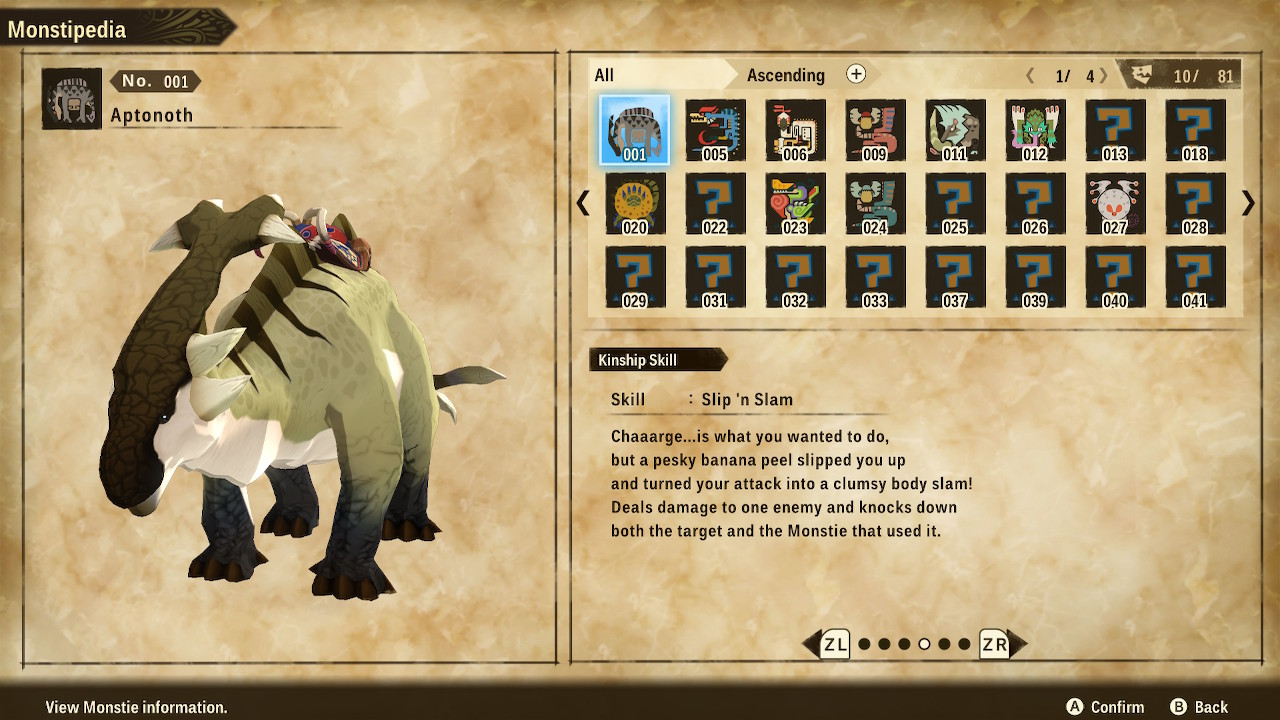 Monstipedia
No. 001
Aptonoth
All
Ascending
1/ 4
10/ 81
001
005
006
009
011
012
013
018
020
022
023
024
025
026
027
028
029
031
032
033
037
039
040
041
Kinship Skill
Skill : Slip 'n Slam
Chaaarge...is what you wanted to do,
but a pesky banana peel slipped you up
and turned your attack into a clumsy body slam!
Deals damage to one enemy and knocks down
both the target and the Monstie that used it.
ZL
ZR
View Monstie information.
A Confirm
B Back